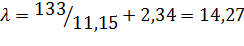 λ = 133/11,15 + 2,34 = 14,27